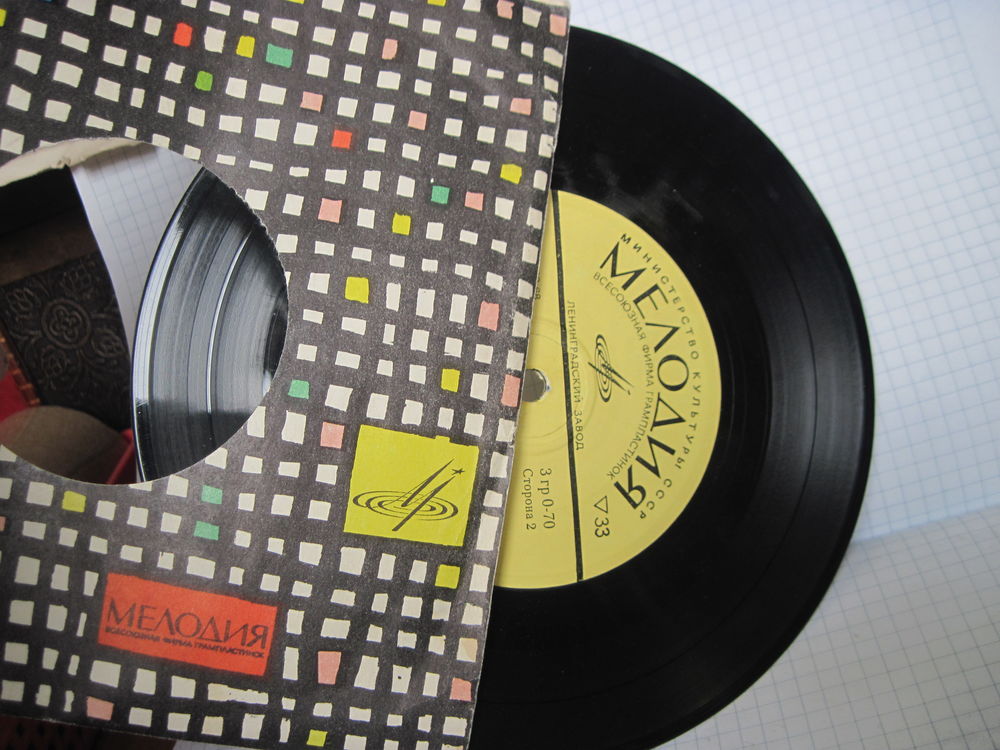 МИНИСТЕРСТВО КУЛЬТУРЫ СССР
МЕЛОДИЯ
ВСЕСОЮЗНАЯ ФИРМА ГРАМПЛАСТИНОК
ЛЕНИНГРАДСКИЙ ЗАВОД
▽33
3 гр 0-70
Сторона 2
МЕЛОДИЯ
ВСЕСОЮЗНАЯ ФИРМА ГРАМПЛАСТИНОК